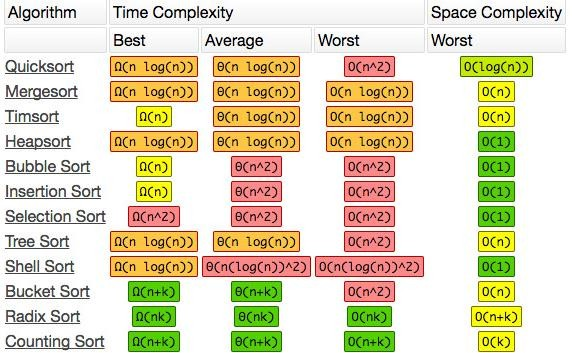 Algorithm Time Complexity Space Complexity
Best Average Worst Worst
Quicksort Ω(n log(n)) θ(n log(n)) O(n^2) O(log(n))
Mergesort Ω(n log(n)) θ(n log(n)) O(n log(n)) O(n)
Timsort Ω(n) θ(n log(n)) O(n log(n)) O(n)
Heapsort Ω(n log(n)) θ(n log(n)) O(n log(n)) O(1)
Bubble Sort Ω(n) θ(n^2) O(n^2) O(1)
Insertion Sort Ω(n) θ(n^2) O(n^2) O(1)
Selection Sort Ω(n^2) θ(n^2) O(n^2) O(1)
Tree Sort Ω(n log(n)) θ(n log(n)) O(n^2) O(n)
Shell Sort Ω(n log(n)) θ(n(log(n))^2) O(n(log(n))^2) O(1)
Bucket Sort Ω(n+k) θ(n+k) O(n^2) O(n)
Radix Sort Ω(nk) θ(nk) O(nk) O(n+k)
Counting Sort Ω(n+k) θ(n+k) O(n+k) O(k)